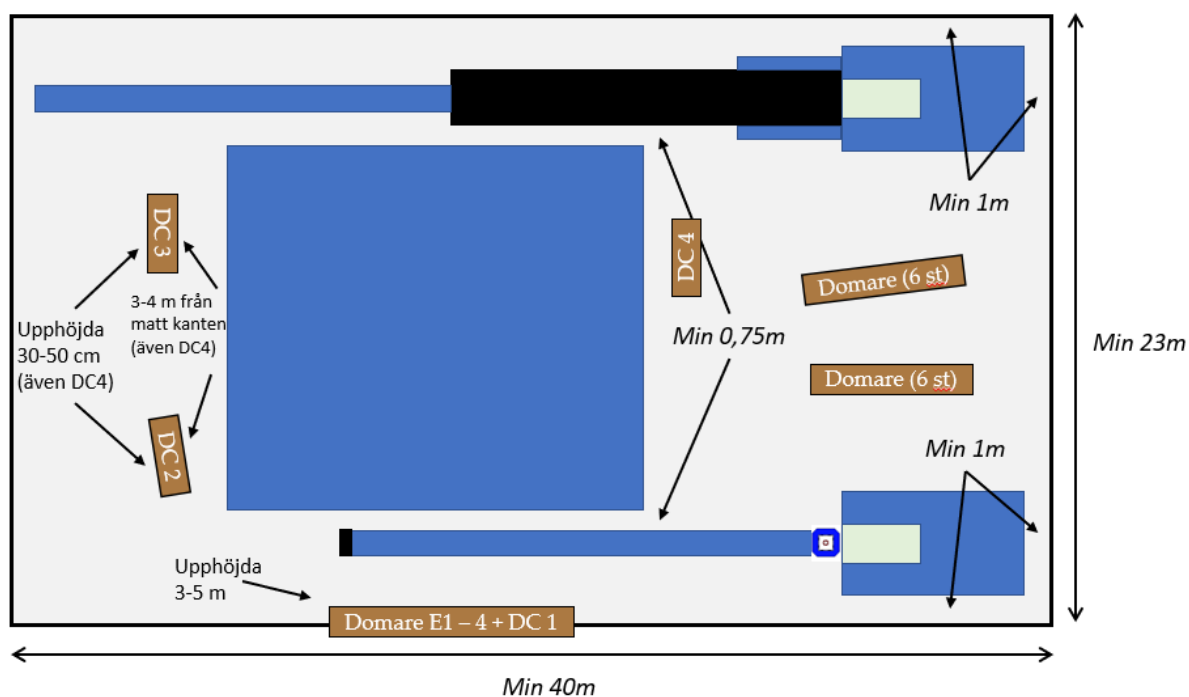 Min 1m
DC 3
DC 4
Domare (6 st)
3-4 m från
matt kanten
(även DC4)
Upphöjda
30-50 cm
(även DC4)
Min 0,75m
Min 23m
Domare (6 st)
DC 2
Min 1m
Upphöjda
3-5 m
Domare E1 – 4 + DC 1
Min 40m